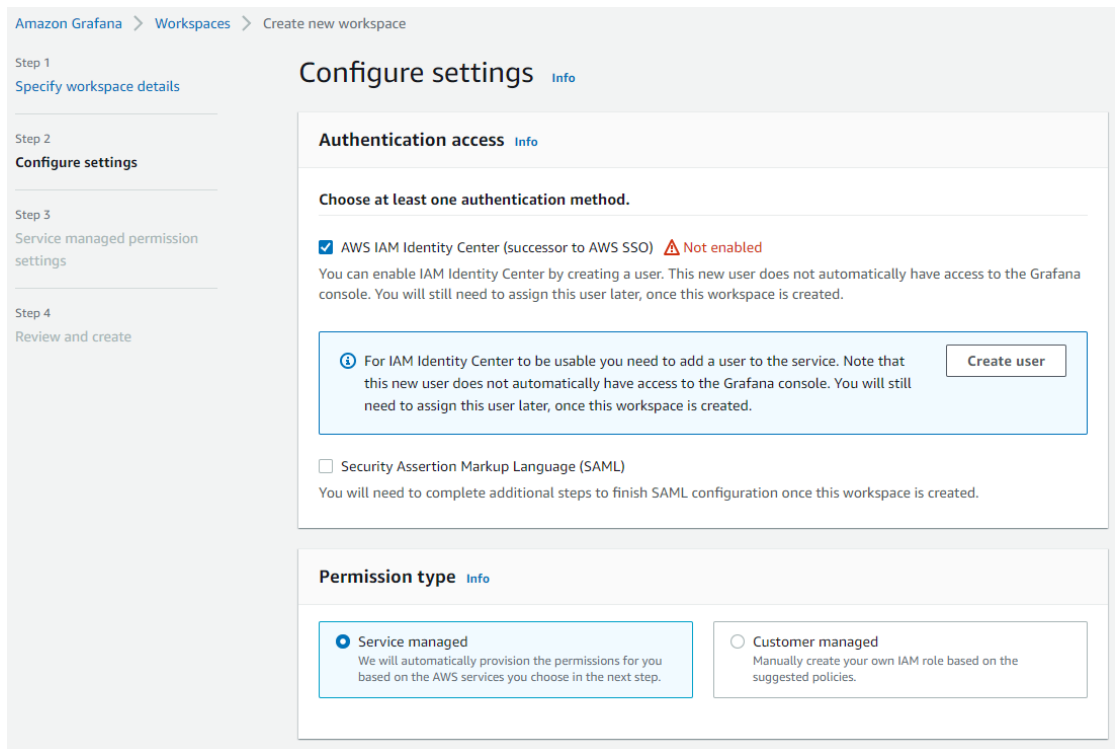 Amazon Grafana > Workspaces > Create new workspace
Step 1
Specify workspace details
Step 2
Configure settings
Step 3
Service managed permission
settings
Step 4
Review and create
Configure settings Info
Authentication access Info
Choose at least one authentication method.
AWS IAM Identity Center (successor to AWS SSO) Not enabled
You can enable IAM Identity Center by creating a user. This new user does not automatically have access to the Grafana
console. You will still need to assign this user later, once this workspace is created.
For IAM Identity Center to be usable you need to add a user to the service. Note that
this new user does not automatically have access to the Grafana console. You will still
need to assign this user later, once this workspace is created.
Create user
Security Assertion Markup Language (SAML)
You will need to complete additional steps to finish SAML configuration once this workspace is created.
Permission type Info
Service managed
We will automatically provision the permissions for you
based on the AWS services you choose in the next step.
Customer managed
Manually create your own IAM role based on the
suggested policies.